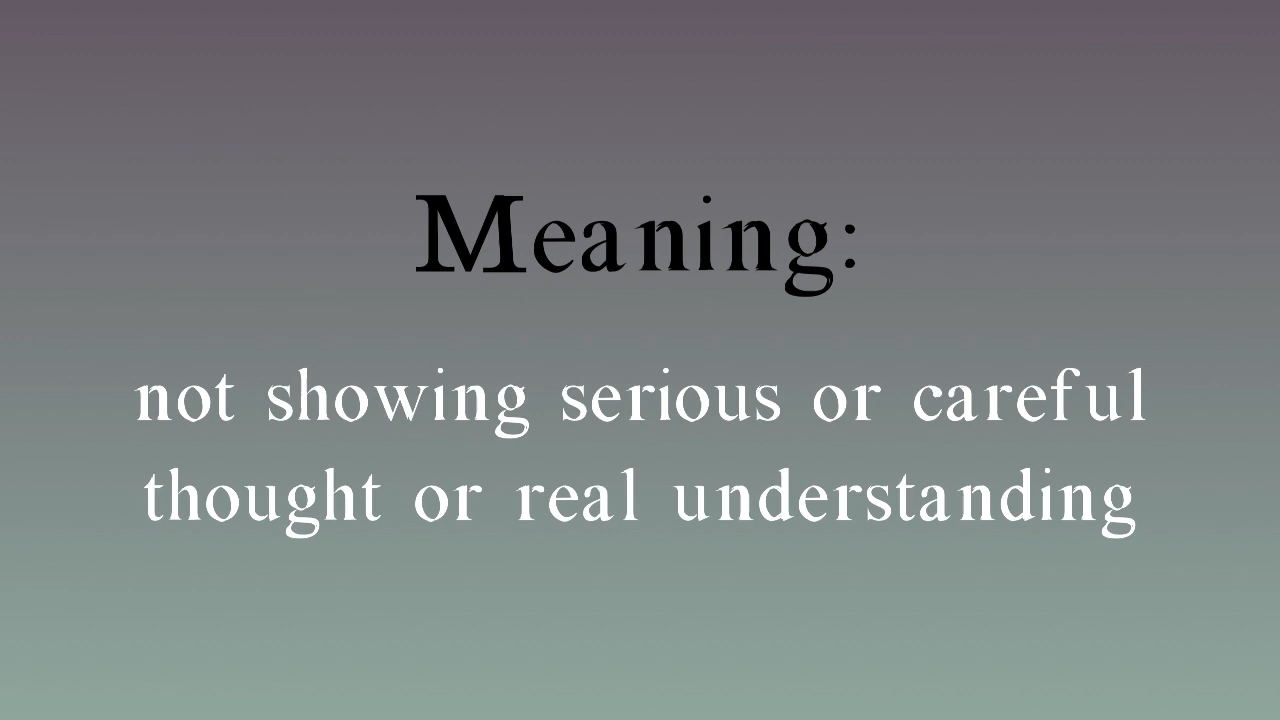 Meaning:
not showing serious or careful
thought or real understanding